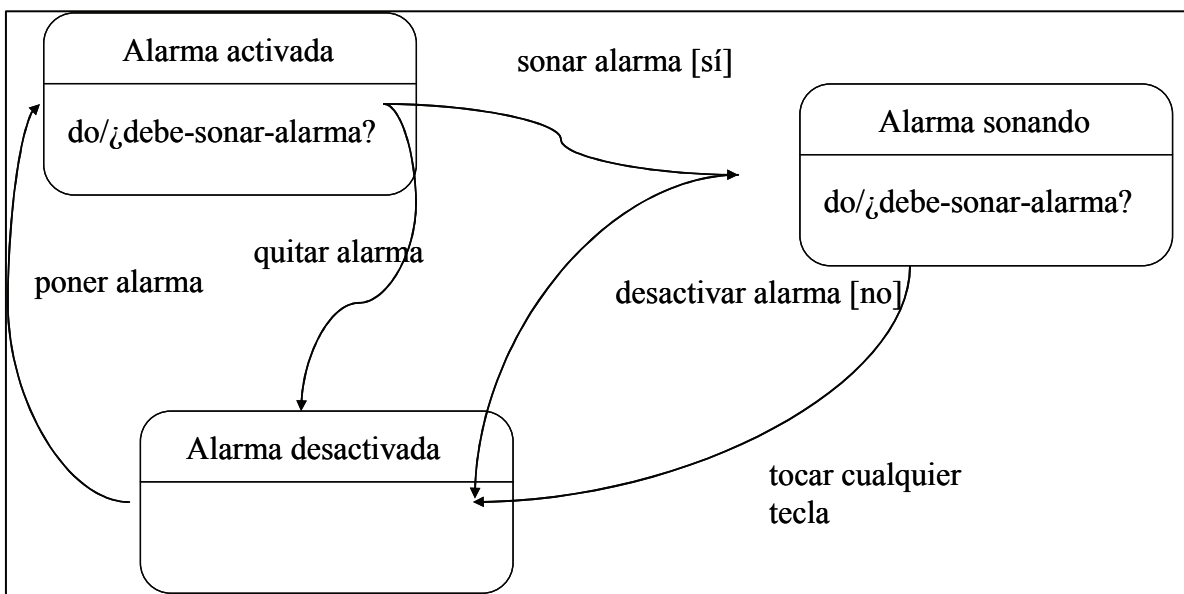 Alarma activada
sonar alarma [sí]
do/¿debe-sonar-alarma?
Alarma sonando
do/¿debe-sonar-alarma?
quitar alarma
poner alarma
desactivar alarma [no]
Alarma desactivada
tocar cualquier
tecla